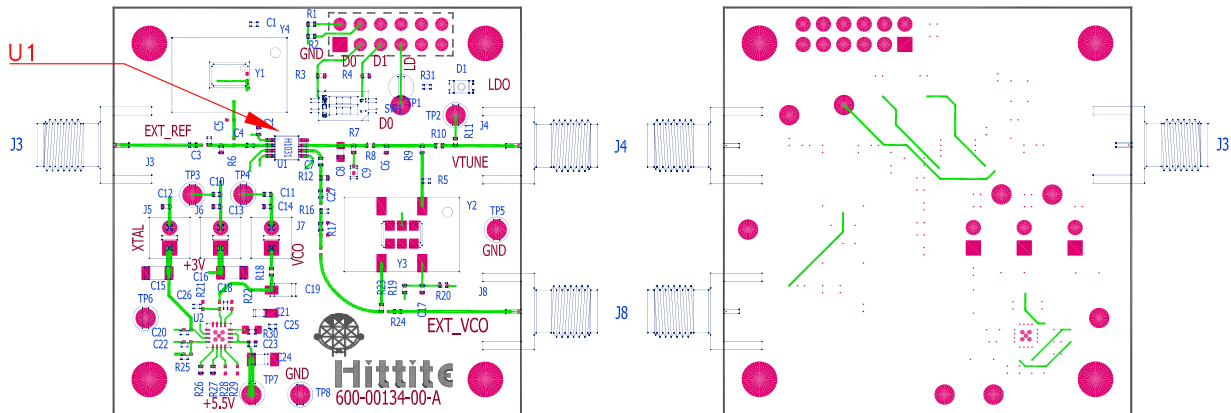 U1
C1
Y4
R1
R2
GND
D0
D1
LD
R3
R4
R31
D1
LDO
Y1
SW1
TP1
D0
TP2
J4
C5
C4
EXT_REF
J3
J3
C3
R6
U1
H1031
R7
R8
C8
C9
C6
R9
R10
R11
VTUNE
J4
J3
TP3
TP4
R12
R5
C12
C10
C11
C27
J5
J6
C13
C14
R16
J7
R17
Y2
TP5
GND
XTAL
+3V
VCO
Y3
C15
C16
R18
R21
C18
R22
C19
R23
R19
C17
R20
J8
TP6
C26
U2
C21
C20
C22
C25
R30
C23
R24
EXT_VCO
J8
R25
C24
GND
Hittite
R26
R27
R28
R29
TP7
TP8
+5.5V
600-00134-00-A